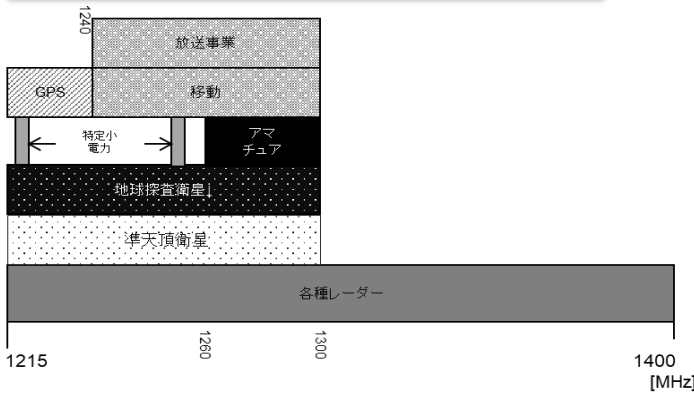 1240
放送事業
GPS
移動
特定小
電力
アマ
チュア
地球探査衛星↓
準天頂衛星
各種レーダー
1215
1260
1300
1400
[MHz]